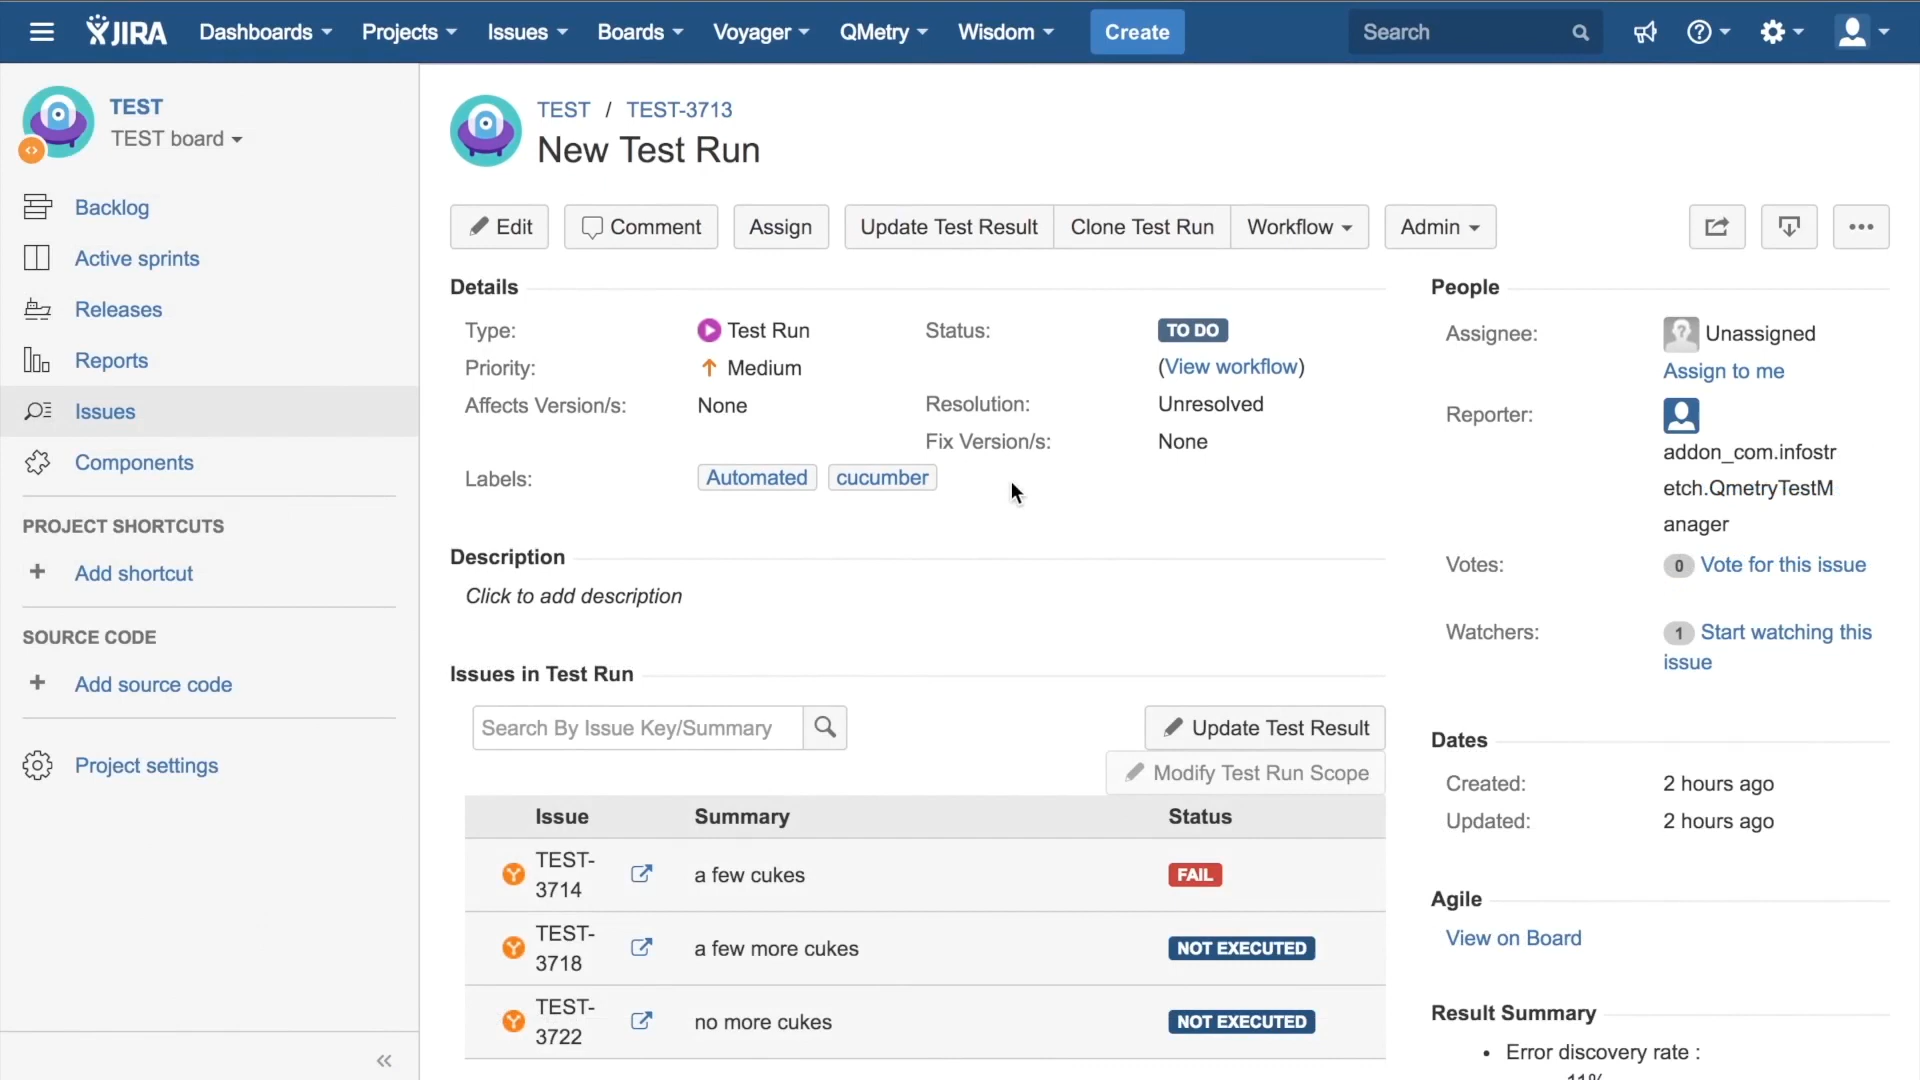 JIRA Dashboards Projects Issues Boards Voyager QMetry Wisdom Create Search
TEST
TEST board
Backlog
Active sprints
Releases
Reports
Issues
Components
PROJECT SHORTCUTS
+ Add shortcut
SOURCE CODE
+ Add source code
Project settings
TEST / TEST-3713
New Test Run
Edit Comment Assign Update Test Result Clone Test Run Workflow Admin
Details
Type: Test Run
Priority: Medium
Affects Version/s: None
Labels: Automated cucumber
Status: TO DO
(View workflow)
Resolution: Unresolved
Fix Version/s: None
Description
Click to add description
Issues in Test Run
Search By Issue Key/Summary
Update Test Result
Modify Test Run Scope
Issue Summary Status
TEST-
3714 a few cukes FAIL
TEST-
3718 a few more cukes NOT EXECUTED
TEST-
3722 no more cukes NOT EXECUTED
People
Assignee: Unassigned
Assign to me
Reporter:
addon_com.infostr
etch.QmetryTestM
anager
Votes: 0 Vote for this issue
Watchers: 1 Start watching this
issue
Dates
Created: 2 hours ago
Updated: 2 hours ago
Agile
View on Board
Result Summary
• Error discovery rate :
11%